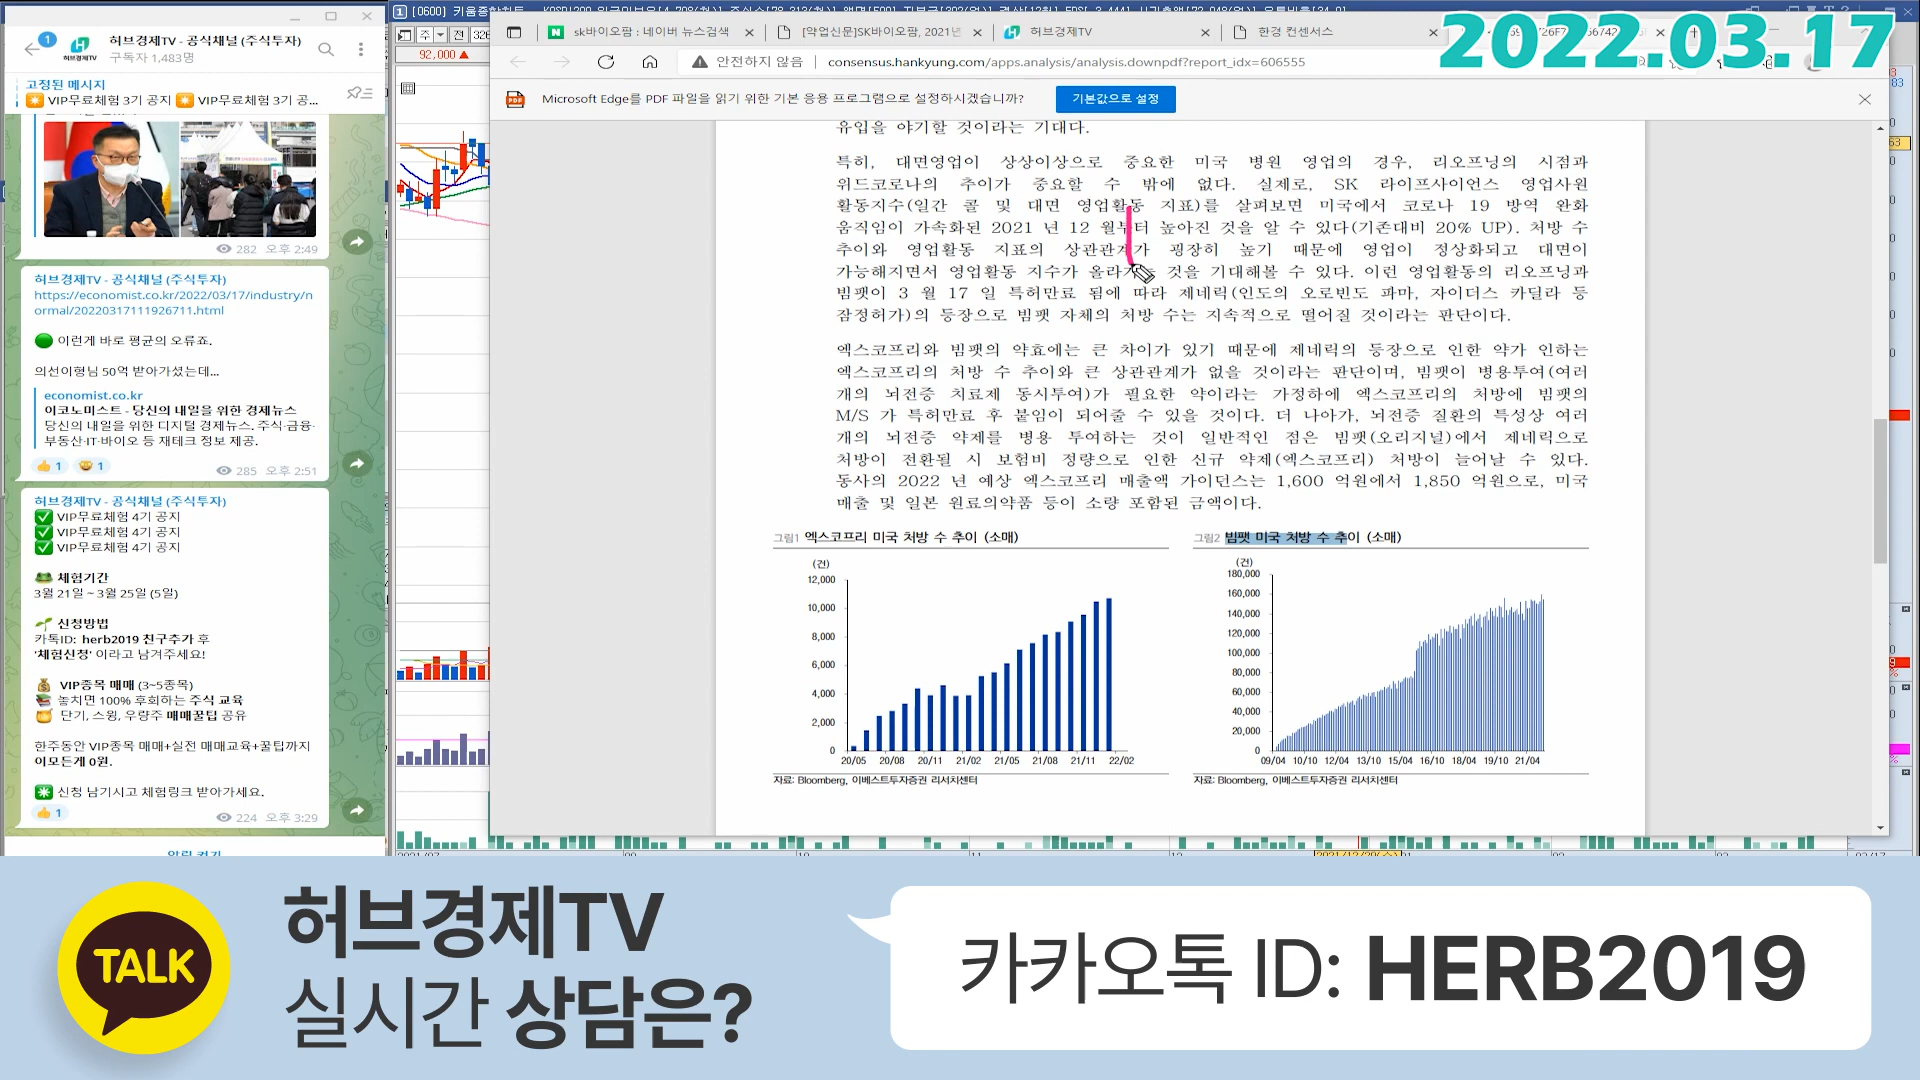 허브경제TV - 공식채널 (주식투자)
구독자 1,483명
고정된 메시지
VIP무료체험 3기 공지 VIP무료체험 3기 공...
282 오후 2:49
허브경제TV - 공식채널 (주식투자)
https://economist.co.kr/2022/03/17/industry/n
ormal/20220317111926711.html
이런게 바로 평균의 오류죠.
의선이형님 50억 받아가셨는데...
economist.co.kr
이코노미스트 - 당신의 내일을 위한 경제뉴스
당신의 내일을 위한 디지털 경제뉴스. 주식·금융·
부동산·IT·바이오 등 재테크 정보 제공.
1 1 285 오후 2:51
허브경제TV - 공식채널 (주식투자)
VIP무료체험 4기 공지
VIP무료체험 4기 공지
VIP무료체험 4기 공지
체험기간
3월 21일 ~ 3월 25일 (5일)
신청방법
카톡ID: herb2019 친구추가 후
'체험신청' 이라고 남겨주세요!
VIP종목 매매 (3~5종목)
놓치면 100% 후회하는 주식 교육
단기, 스윙, 우량주 매매꿀팁 공유
한주동안 VIP종목 매매+실전 매매교육+꿀팁까지
이모든게 0원.
신청 남기시고 체험링크 받아가세요.
1 224 오후 3:29
92,000
sk바이오팜 : 네이버 뉴스검색
[약업신문]SK바이오팜, 2021년
허브경제TV
한경 컨센서스
2022.03.17
안전하지 않음 consensus.hankyung.com/apps.analysis/analysis.downpdf?report_idx=606555
Microsoft Edge를 PDF 파일을 읽기 위한 기본 응용 프로그램으로 설정하시겠습니까? 기본값으로 설정
유입을 야기할 것이라는 기대다.
특히, 대면영업이 상상이상으로 중요한 미국 병원 영업의 경우, 리오프닝의 시점과
위드코로나의 추이가 중요할 수 밖에 없다. 실제로, SK 라이프사이언스 영업사원
활동지수(일간 콜 및 대면 영업활동 지표)를 살펴보면 미국에서 코로나 19 방역 완화
움직임이 가속화된 2021 년 12 월부터 높아진 것을 알 수 있다(기존대비 20% UP). 처방 수
추이와 영업활동 지표의 상관관계가 굉장히 높기 때문에 영업이 정상화되고 대면이
가능해지면서 영업활동 지수가 올라가는 것을 기대해볼 수 있다. 이런 영업활동의 리오프닝과
빔팻이 3 월 17 일 특허만료 됨에 따라 제네릭(인도의 오로빈도 파마, 자이더스 카딜라 등
잠정허가)의 등장으로 빔팻 자체의 처방 수는 지속적으로 떨어질 것이라는 판단이다.
엑스코프리와 빔팻의 약효에는 큰 차이가 있기 때문에 제네릭의 등장으로 인한 약가 인하는
엑스코프리의 처방 수 추이와 큰 상관관계가 없을 것이라는 판단이며, 빔팻이 병용투여(여러
개의 뇌전증 치료제 동시투여)가 필요한 약이라는 가정하에 엑스코프리의 처방에 빔팻의
M/S 가 특허만료 후 붙임이 되어줄 수 있을 것이다. 더 나아가, 뇌전증 질환의 특성상 여러
개의 뇌전증 약제를 병용 투여하는 것이 일반적인 점은 빔팻(오리지널)에서 제네릭으로
처방이 전환될 시 보험비 정량으로 인한 신규 약제(엑스코프리) 처방이 늘어날 수 있다.
동사의 2022 년 예상 엑스코프리 매출액 가이던스는 1,600 억원에서 1,850 억원으로, 미국
매출 및 일본 원료의약품 등이 소량 포함된 금액이다.
그림1 엑스코프리 미국 처방 수 추이 (소매)
(건)
12,000
10,000
8,000
6,000
4,000
2,000
0
20/05 20/08 20/11 21/02 21/05 21/08 21/11 22/02
자료: Bloomberg, 이베스트투자증권 리서치센터
그림2 빔팻 미국 처방 수 추이 (소매)
(건)
180,000
160,000
140,000
120,000
100,000
80,000
60,000
40,000
20,000
0
09/04 10/10 12/04 13/10 15/04 16/10 18/04 19/10 21/04
자료: Bloomberg, 이베스트투자증권 리서치센터
TALK
허브경제TV
실시간 상담은?
카카오톡 ID: HERB2019